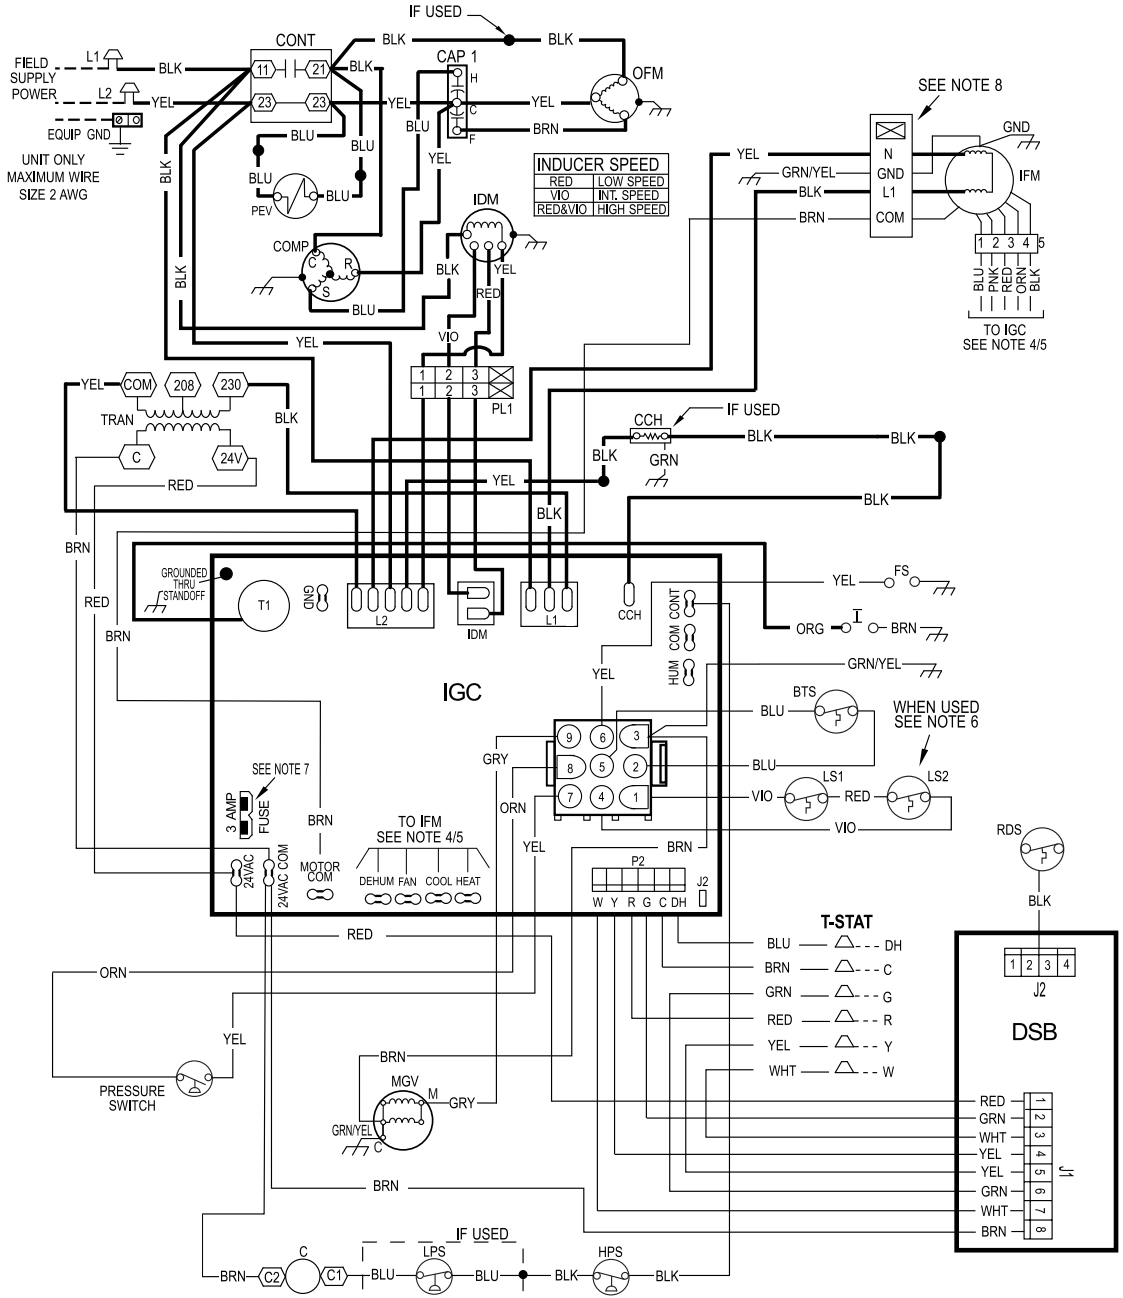 IF USED
BLK
BLK
CONT
CAP 1
OFM
FIELD
SUPPLY
POWER
L1
BLK
11
21
BLK
H
L2
YEL
23
23
YEL
C
YEL
EQUIP GND
BLU
BLU
BLU
F
BRN
UNIT ONLY
MAXIMUM WIRE
SIZE 2 AWG
BLK
BLU
BLU
PEV
YEL
INDUCER SPEED
RED LOW SPEED
VIO INT. SPEED
RED&VIO HIGH SPEED
SEE NOTE 8
GND
YEL
N
GRN/YEL
GND
IFM
BLK
L1
BRN
COM
1 2 3 4 5
BLU
PNK
RED
ORN
BLK
TO IGC
SEE NOTE 4/5
IDM
COMP
C
R
S
BLK
BLK
YEL
RED
BLU
VIO
YEL
1 2 3
1 2 3
PL1
YEL
COM
208
230
TRAN
BLK
C
24V
RED
CCH
IF USED
BLK
BLK
BLK
GRN
YEL
BLK
BLK
BRN
RED
BRN
GROUNDED
THRU
STANDOFF
T1
GND
L2
IDM
L1
CCH
CONT
COM
HUM
YEL
FS
ORG
I
BRN
GRN/YEL
YEL
IGC
BTS
BLU
BLU
WHEN USED
SEE NOTE 6
9 6 3
8 5 2
7 4 1
GRY
ORN
YEL
LS1
LS2
VIO
RED
VIO
SEE NOTE 7
3 AMP
FUSE
BRN
TO IFM
SEE NOTE 4/5
BRN
RDS
24VAC
24VAC COM
MOTOR
COM
DEHUM FAN COOL HEAT
P2
J2
W Y R G C DH
BLK
RED
T-STAT
BLU DH
BRN C
GRN G
RED R
YEL Y
WHT W
1 2 3 4
J2
DSB
ORN
YEL
PRESSURE
SWITCH
BRN
MGV
M
GRY
GRN/YEL
C
RED 1
GRN 2
WHT 3
YEL 4
YEL 5
GRN 6
WHT 7
BRN 8
J1
BRN
IF USED
C
LPS
HPS
BRN
C2
C1
BLU
BLU
BLK
BLK